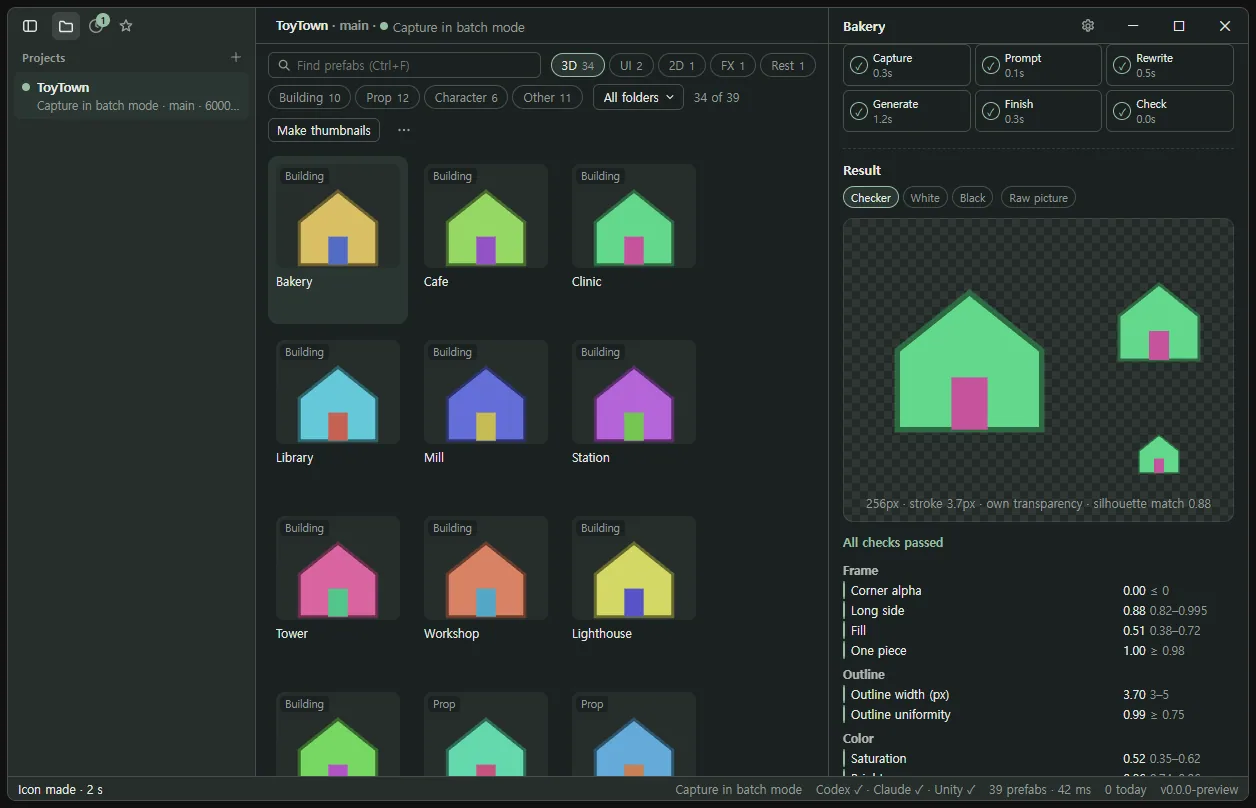 1
ToyTown · main · Capture in batch mode
Bakery
Projects +
ToyTown
Capture in batch mode · main · 6000...
Find prefabs (Ctrl+F)
3D 34
UI 2
2D 1
FX 1
Rest 1
Building 10
Prop 12
Character 6
Other 11
All folders
34 of 39
Make thumbnails
...
Building
Building
Building
Bakery
Cafe
Clinic
Building
Building
Building
Library
Mill
Station
Building
Building
Building
Tower
Workshop
Lighthouse
Building
Prop
Prop
Capture
0.3s
Prompt
0.1s
Rewrite
0.5s
Generate
1.2s
Finish
0.3s
Check
0.0s
Result
Checker
White
Black
Raw picture
256px · stroke 3.7px · own transparency · silhouette match 0.88
All checks passed
Frame
Corner alpha 0.00 ≤ 0
Long side 0.88 0.82–0.995
Fill 0.51 0.38–0.72
One piece 1.00 ≥ 0.98
Outline
Outline width (px) 3.70 3–5
Outline uniformity 0.99 ≥ 0.75
Color
Saturation 0.52 0.35–0.62
Icon made · 2 s
Capture in batch mode
Codex ✓ · Claude ✓ · Unity ✓
39 prefabs · 42 ms
0 today
v0.0.0-preview